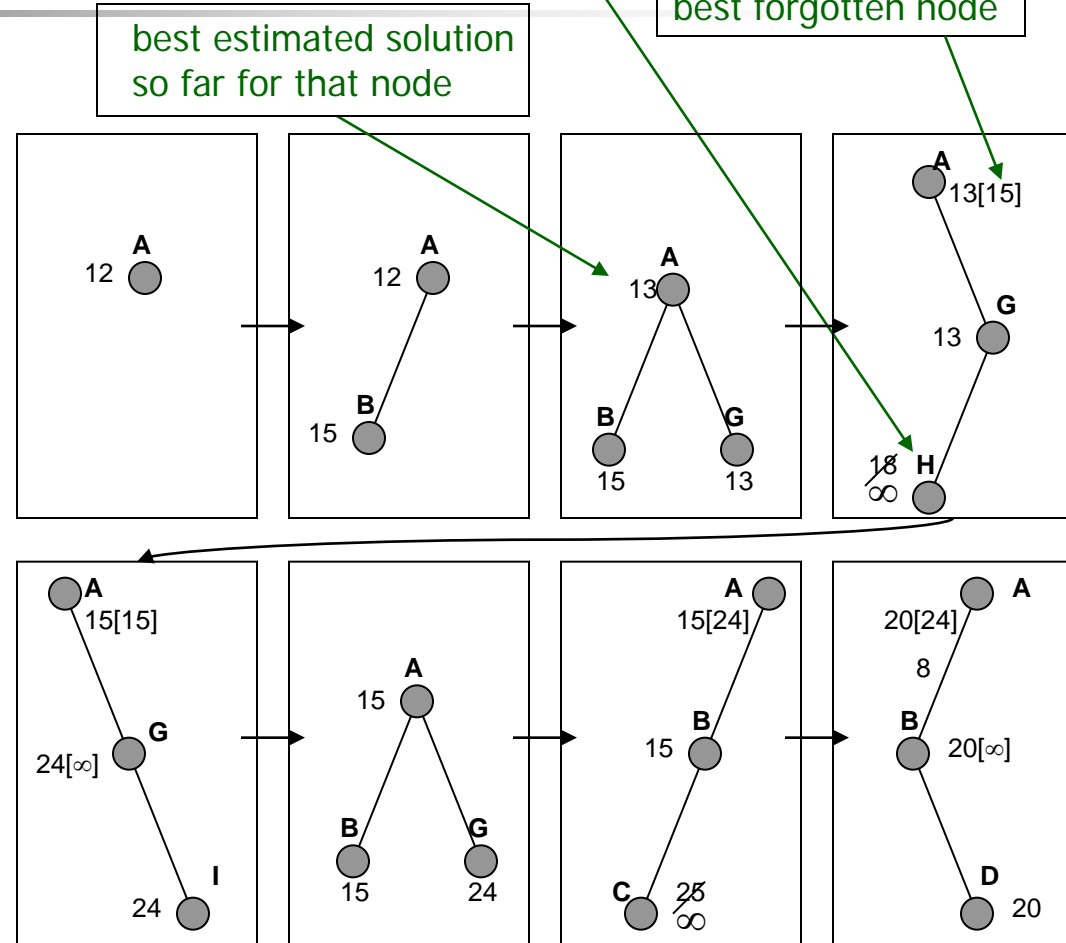 best forgotten node
best estimated solution
so far for that node
A
12
A
12
B
15
A
13
B
G
15
13
A
13[15]
G
13
18
H
∞
A
15[15]
G
24[∞]
I
24
A
15
B
G
15
24
A
15[24]
B
15
C
25
∞
A
20[24]
8
B
20[∞]
D
20